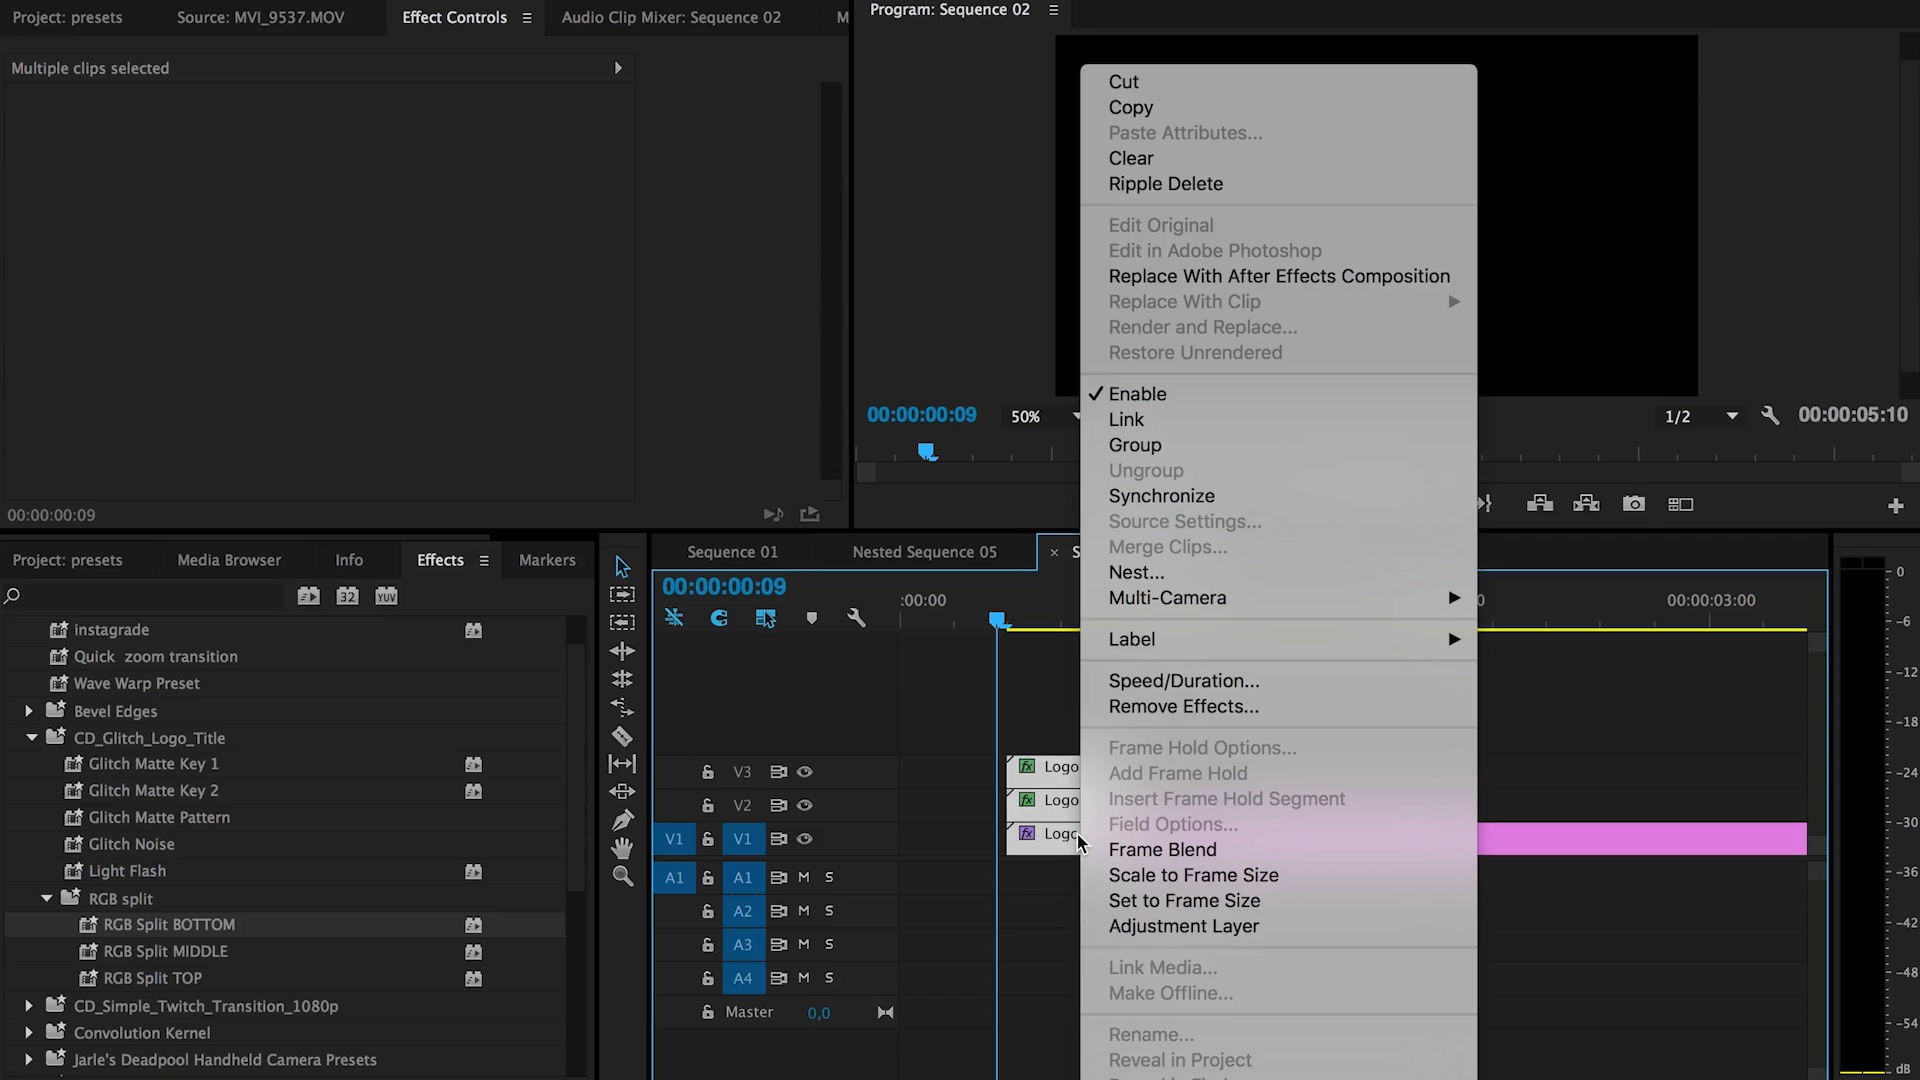 Project: presets
Source: MVI_9537.MOV
Effect Controls
Audio Clip Mixer: Sequence 02
M
Program: Sequence 02
Multiple clips selected
00:00:00:09
Cut
Copy
Paste Attributes...
Clear
Ripple Delete
Edit Original
Edit in Adobe Photoshop
Replace With After Effects Composition
Replace With Clip
Render and Replace...
Restore Unrendered
Enable
Link
Group
Ungroup
Synchronize
Source Settings...
Merge Clips...
Nest...
Multi-Camera
Label
Speed/Duration...
Remove Effects...
Frame Hold Options...
Add Frame Hold
Insert Frame Hold Segment
Field Options...
Frame Blend
Scale to Frame Size
Set to Frame Size
Adjustment Layer
Link Media...
Make Offline...
Rename...
Reveal in Project
00:00:00:09
50%
1/2
00:00:05:10
Project: presets
Media Browser
Info
Effects
Markers
32
YUV
instagrade
Quick zoom transition
Wave Warp Preset
Bevel Edges
CD_Glitch_Logo_Title
Glitch Matte Key 1
Glitch Matte Key 2
Glitch Matte Pattern
Glitch Noise
Light Flash
RGB split
RGB Split BOTTOM
RGB Split MIDDLE
RGB Split TOP
CD_Simple_Twitch_Transition_1080p
Convolution Kernel
Jarle's Deadpool Handheld Camera Presets
Sequence 01
Nested Sequence 05
× S
00:00:00:09
:00:00
0
00:00:03:00
V3
fx Logo
V2
fx Logo
V1 V1
fx Logo
A1 A1 M S
A2 M S
A3 M S
A4 M S
Master 0,0
0
-6
-12
-18
-24
-30
-36
-42
-48
-54
dB